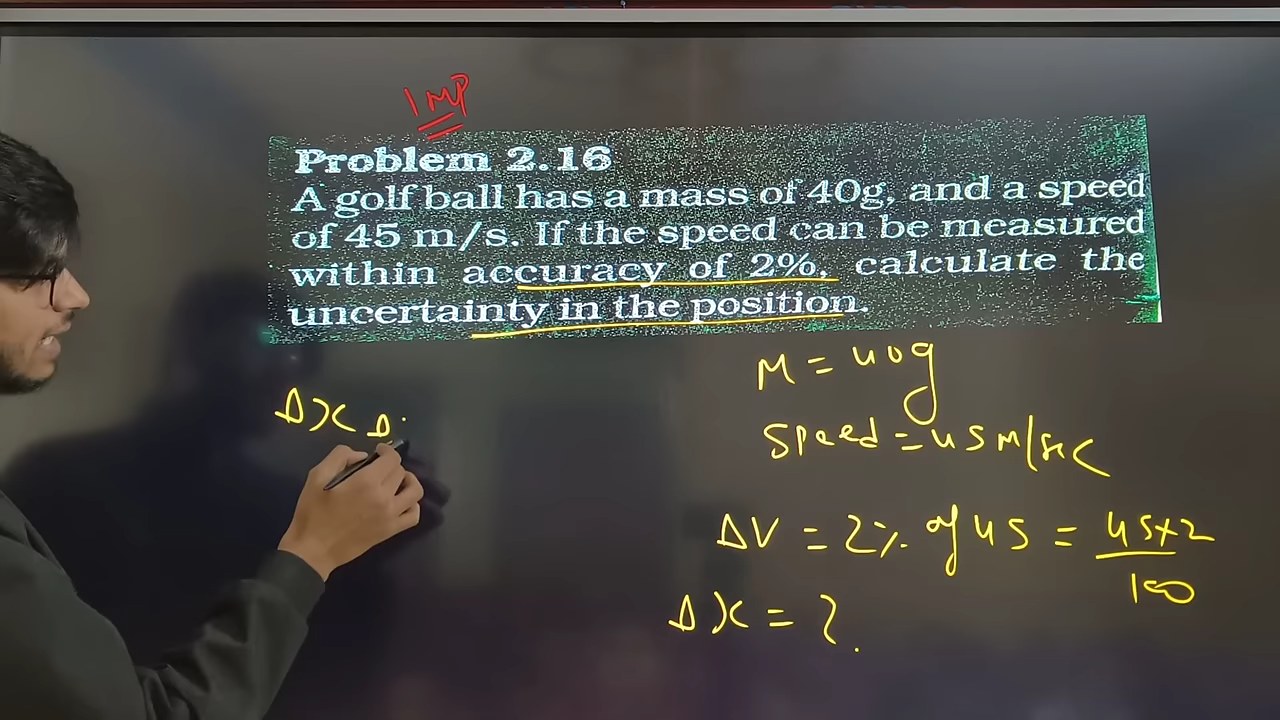 IMP
Problem 2.16
A golf ball has a mass of 40g, and a speed
of 45 m/s. If the speed can be measured
within accuracy of 2%, calculate the
uncertainty in the position.
M = 40g
Speed = 45 M/sec
ΔV = 2% of 45 = 45×2
100
ΔX = ?
ΔX Δ